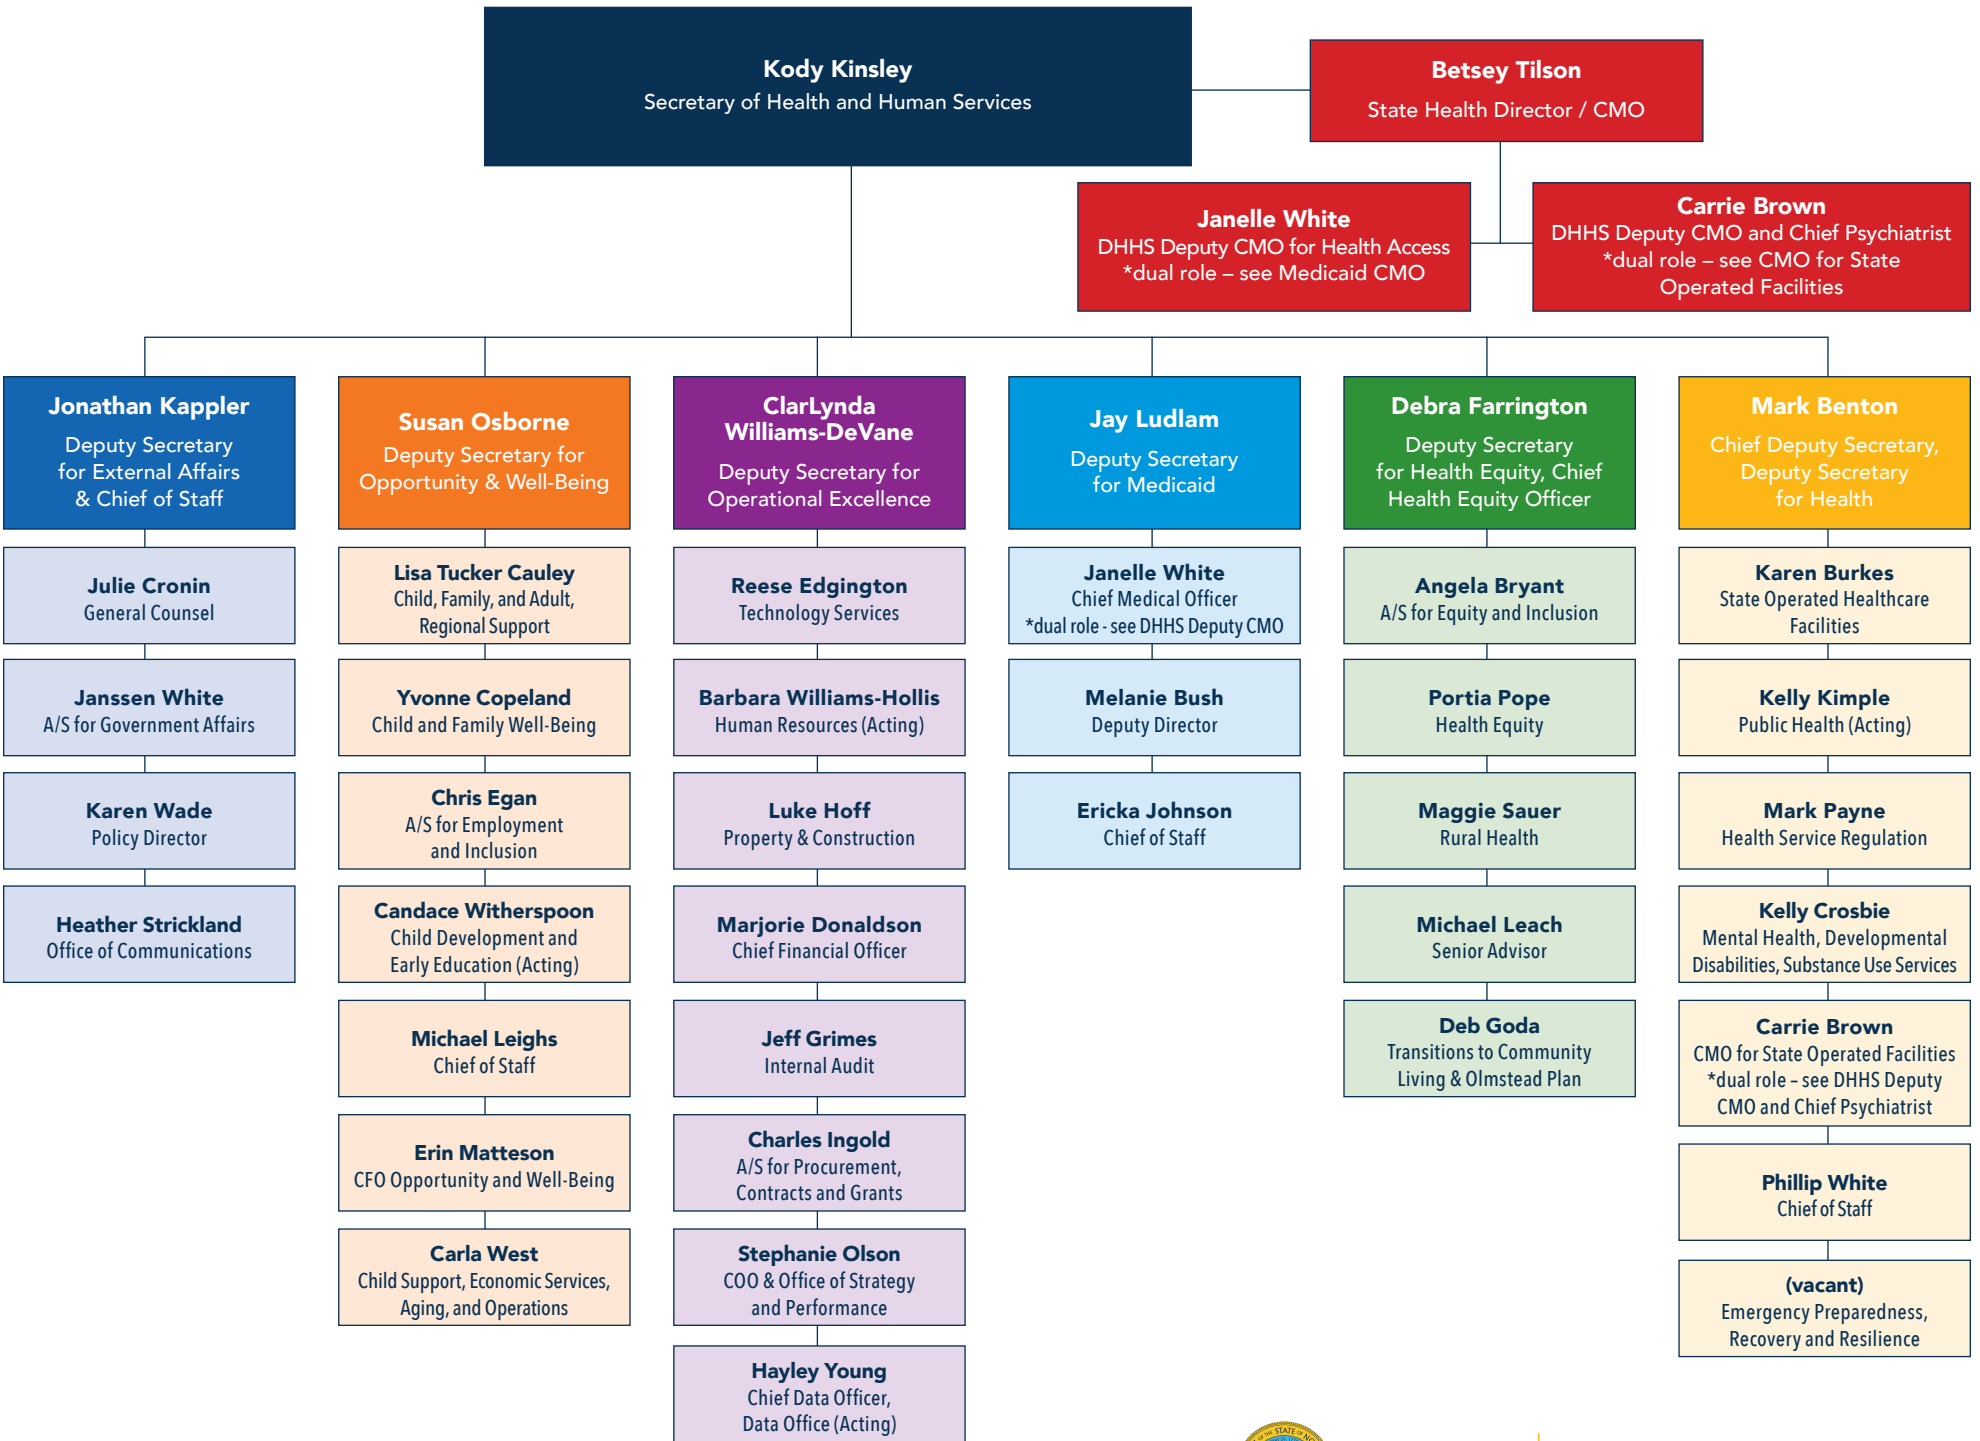 Kody Kinsley
Secretary of Health and Human Services
Betsey Tilson
State Health Director / CMO
Janelle White
DHHS Deputy CMO for Health Access
*dual role – see Medicaid CMO
Carrie Brown
DHHS Deputy CMO and Chief Psychiatrist
*dual role – see CMO for State
Operated Facilities
Jonathan Kappler
Deputy Secretary
for External Affairs
& Chief of Staff
Julie Cronin
General Counsel
Janssen White
A/S for Government Affairs
Karen Wade
Policy Director
Heather Strickland
Office of Communications
Susan Osborne
Deputy Secretary for
Opportunity & Well-Being
Lisa Tucker Cauley
Child, Family, and Adult,
Regional Support
Yvonne Copeland
Child and Family Well-Being
Chris Egan
A/S for Employment
and Inclusion
Candace Witherspoon
Child Development and
Early Education (Acting)
Michael Leighs
Chief of Staff
Erin Matteson
CFO Opportunity and Well-Being
Carla West
Child Support, Economic Services,
Aging, and Operations
ClarLynda
Williams-DeVane
Deputy Secretary for
Operational Excellence
Reese Edgington
Technology Services
Barbara Williams-Hollis
Human Resources (Acting)
Luke Hoff
Property & Construction
Marjorie Donaldson
Chief Financial Officer
Jeff Grimes
Internal Audit
Charles Ingold
A/S for Procurement,
Contracts and Grants
Stephanie Olson
COO & Office of Strategy
and Performance
Hayley Young
Chief Data Officer,
Data Office (Acting)
Jay Ludlam
Deputy Secretary
for Medicaid
Janelle White
Chief Medical Officer
*dual role - see DHHS Deputy CMO
Melanie Bush
Deputy Director
Ericka Johnson
Chief of Staff
Debra Farrington
Deputy Secretary
for Health Equity, Chief
Health Equity Officer
Angela Bryant
A/S for Equity and Inclusion
Portia Pope
Health Equity
Maggie Sauer
Rural Health
Michael Leach
Senior Advisor
Deb Goda
Transitions to Community
Living & Olmstead Plan
Mark Benton
Chief Deputy Secretary,
Deputy Secretary
for Health
Karen Burkes
State Operated Healthcare
Facilities
Kelly Kimple
Public Health (Acting)
Mark Payne
Health Service Regulation
Kelly Crosbie
Mental Health, Developmental
Disabilities, Substance Use Services
Carrie Brown
CMO for State Operated Facilities
*dual role – see DHHS Deputy
CMO and Chief Psychiatrist
Phillip White
Chief of Staff
(vacant)
Emergency Preparedness,
Recovery and Resilience
THE STATE OF